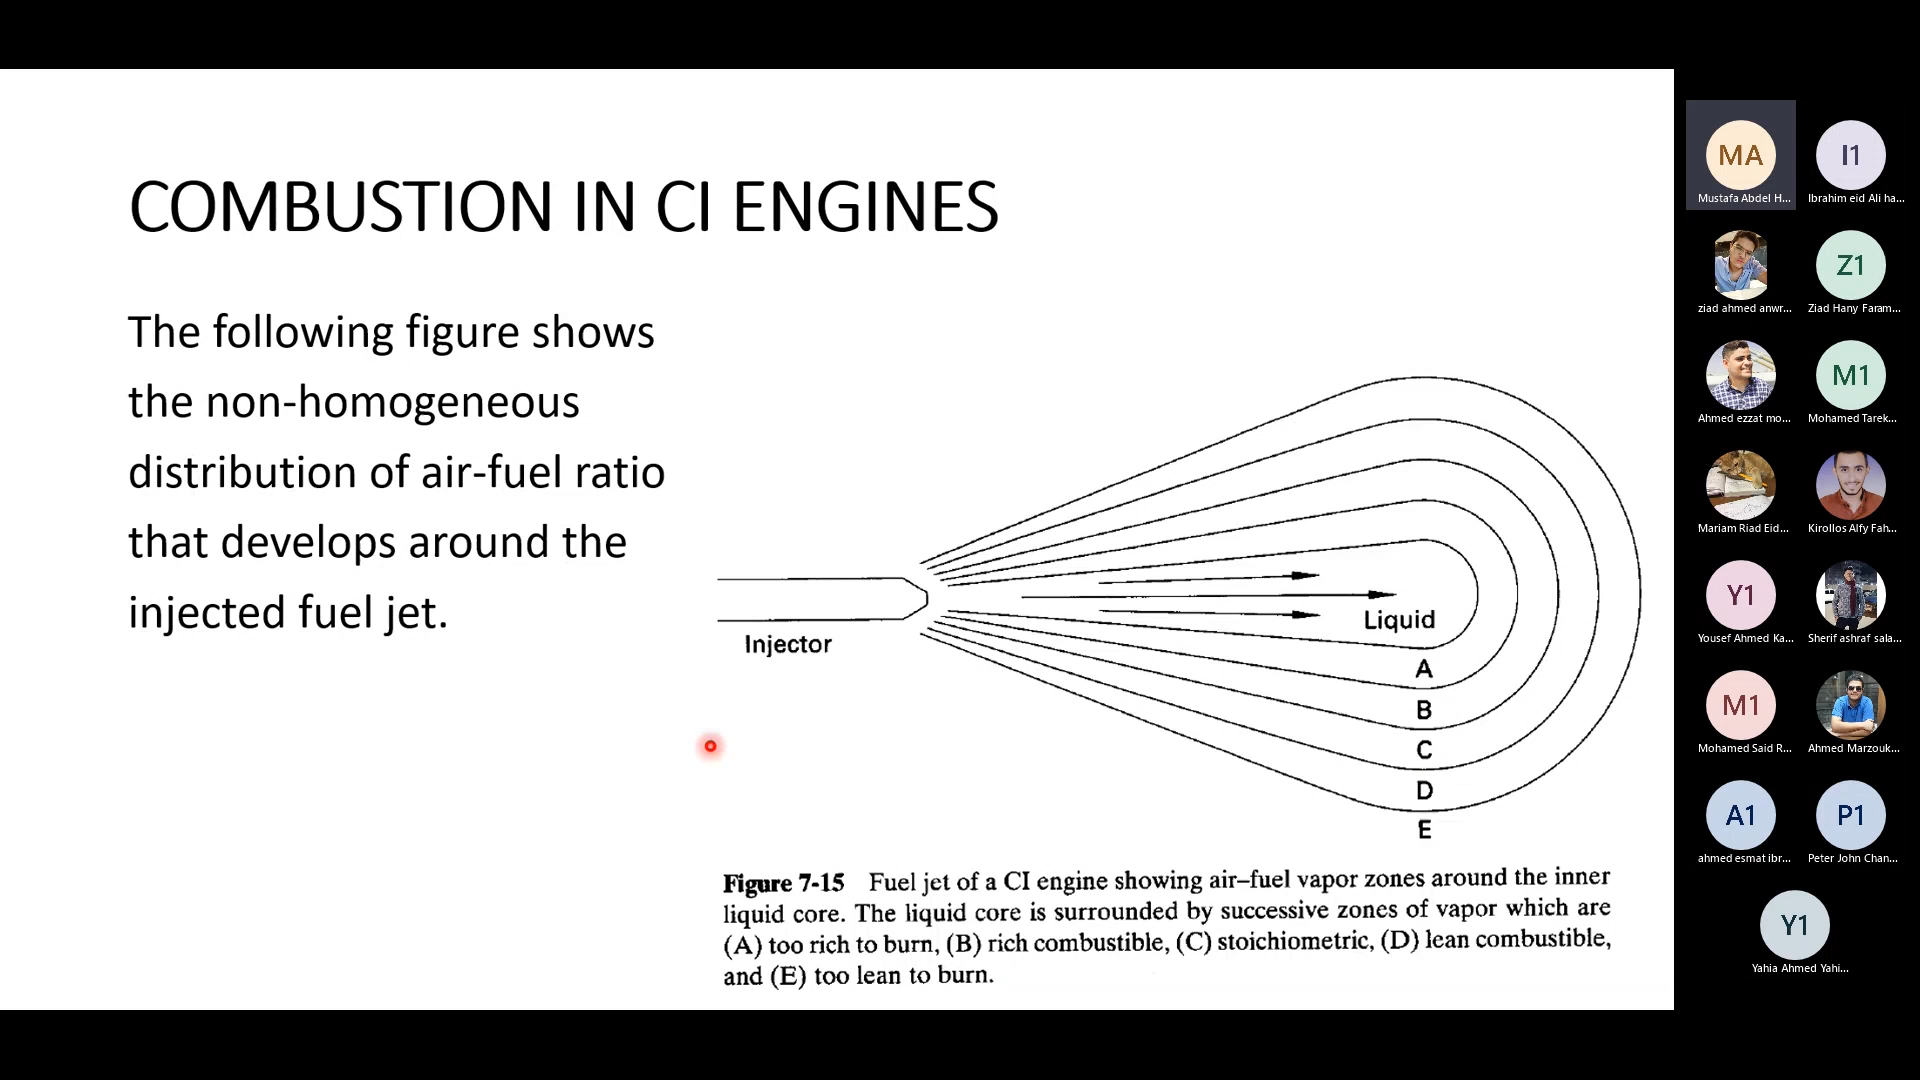 COMBUSTION IN CI ENGINES
The following figure shows
the non-homogeneous
distribution of air-fuel ratio
that develops around the
injected fuel jet.
Injector
Liquid
A
B
C
D
E
Figure 7-15 Fuel jet of a CI engine showing air–fuel vapor zones around the inner
liquid core. The liquid core is surrounded by successive zones of vapor which are
(A) too rich to burn, (B) rich combustible, (C) stoichiometric, (D) lean combustible,
and (E) too lean to burn.
MA
Mustafa Abdel H...
I1
Ibrahim eid Ali ha...
ziad ahmed anwr...
Z1
Ziad Hany Faram...
Ahmed ezzat mo...
M1
Mohamed Tarek...
Mariam Riad Eid...
Kirollos Alfy Fah...
Y1
Yousef Ahmed Ka...
Sherif ashraf sala...
M1
Mohamed Said R...
Ahmed Marzouk...
A1
ahmed esmat ibr...
P1
Peter John Chan...
Y1
Yahia Ahmed Yahi...